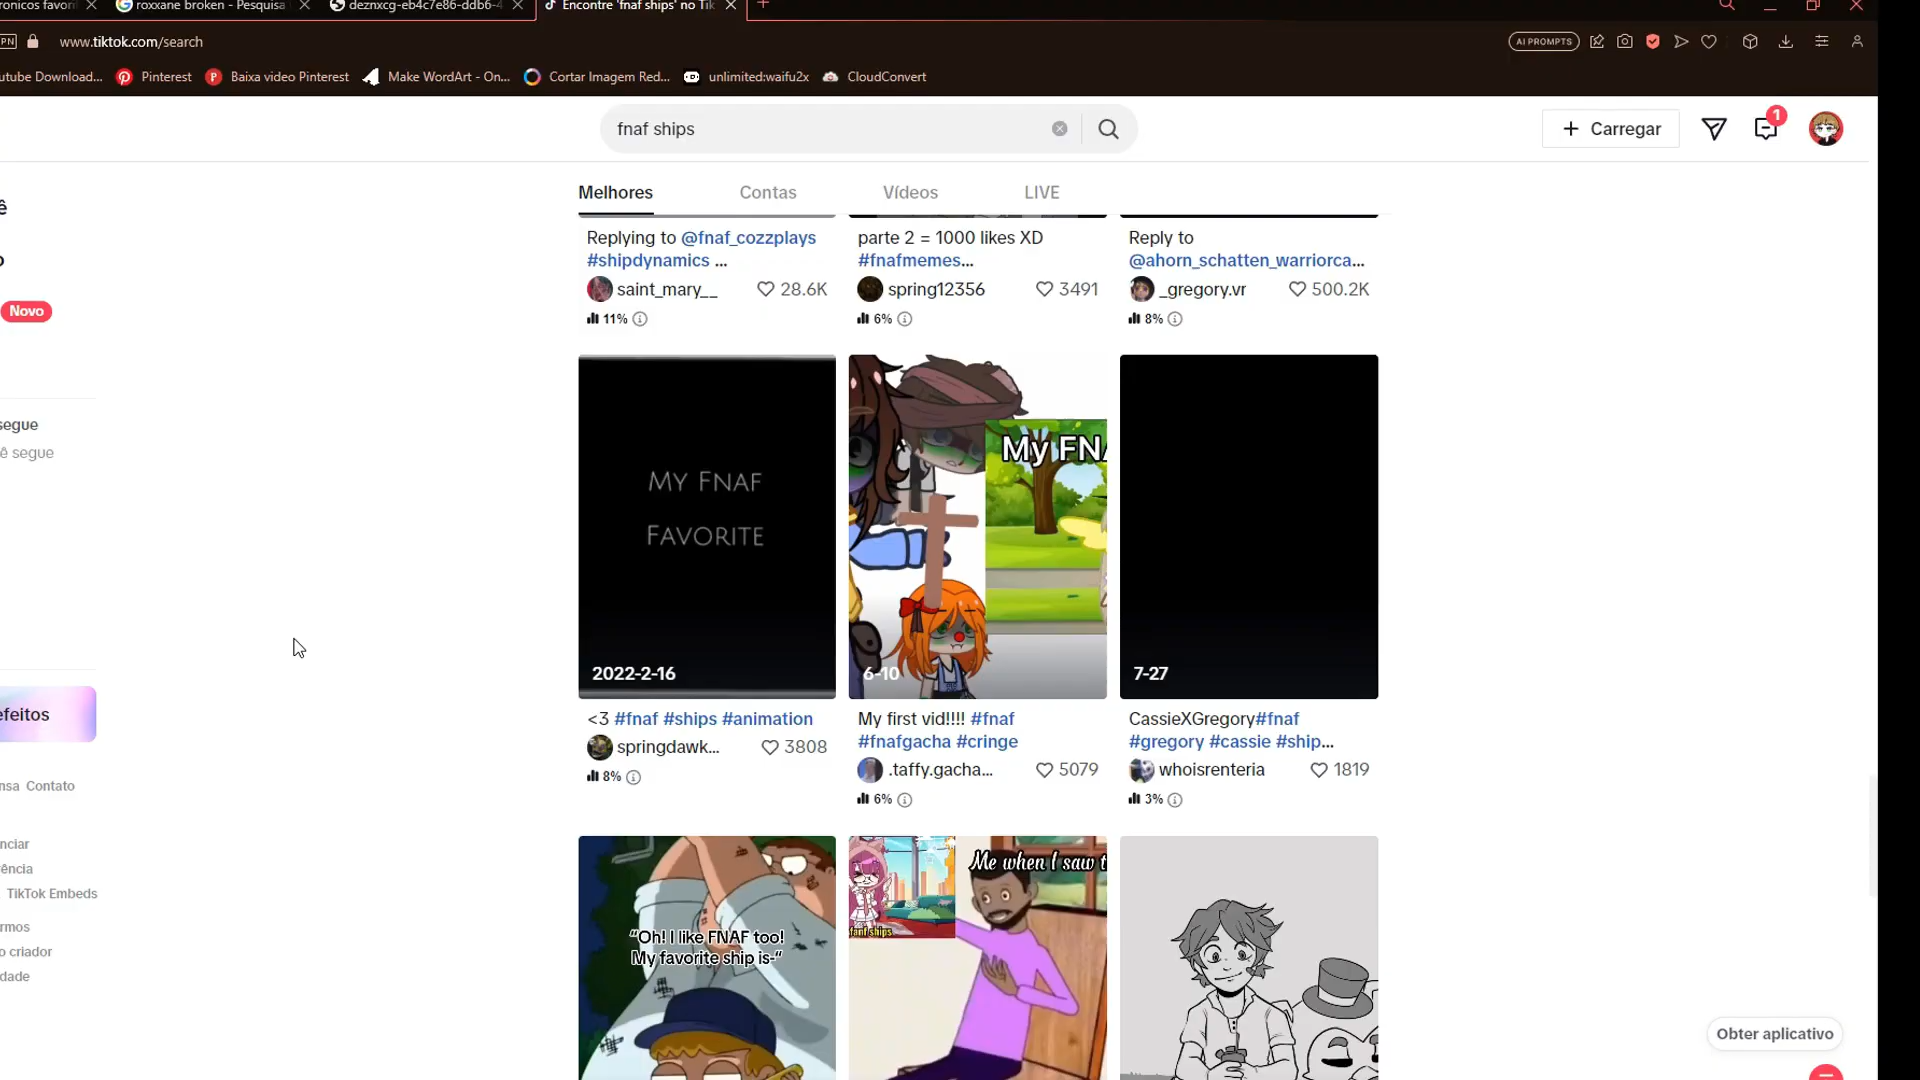 ronicos favori
roxxane broken - Pesquisa
deznxcg-eb4c7e86-ddb6-4
Encontre 'fnaf ships' no Tik
PN
www.tiktok.com/search
AI PROMPTS
utube Download...
Pinterest
Baixa video Pinterest
Make WordArt - On...
Cortar Imagem Red...
unlimited:waifu2x
CloudConvert
fnaf ships
Carregar
1
ê
o
Novo
segue
ê segue
efeitos
nsa Contato
nciar
ência
TikTok Embeds
rmos
o criador
dade
Melhores
Contas
Vídeos
LIVE
Replying to @fnaf_cozzplays
#shipdynamics ...
saint_mary__
28.6K
11%
parte 2 = 1000 likes XD
#fnafmemes...
spring12356
3491
6%
Reply to
@ahorn_schatten_warriorca...
_gregory.vr
500.2K
8%
My Fnaf
Favorite
2022-2-16
<3 #fnaf #ships #animation
springdawk...
3808
8%
My FNA
6-10
My first vid!!!! #fnaf
#fnafgacha #cringe
.taffy.gacha...
5079
6%
7-27
CassieXGregory#fnaf
#gregory #cassie #ship...
whoisrenteria
1819
3%
"Oh! I like FNAF too!
My favorite ship is-"
Me when I saw t
fanf ships
Obter aplicativo